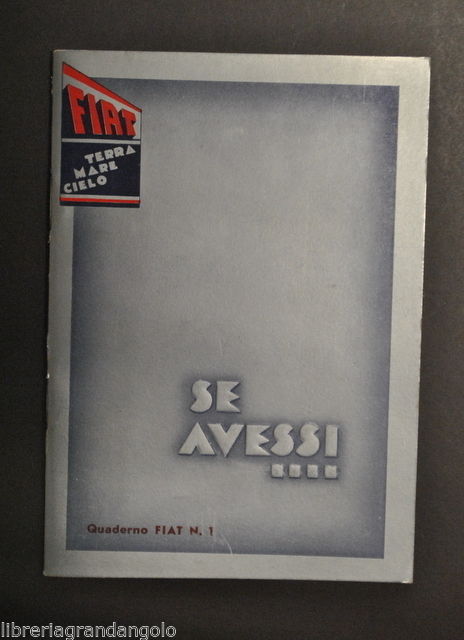 FIAT
TERRA
MARE
CIELO
SE
AVESSI
....
Quaderno FIAT N. 1
libreriagrandangolo